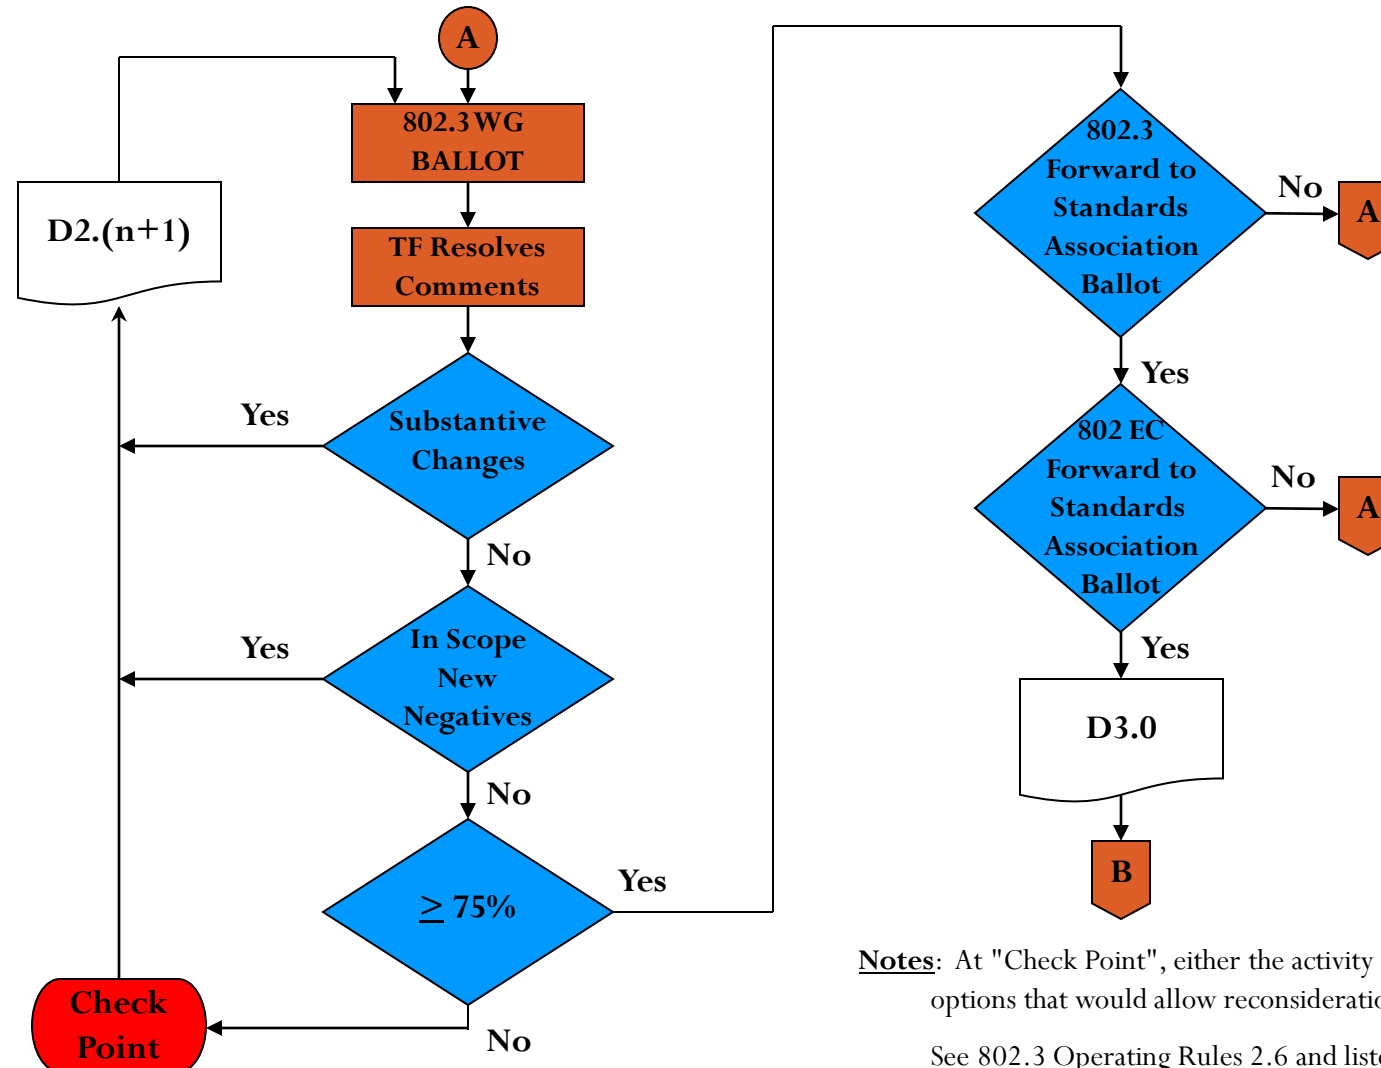 A
802.3 WG
BALLOT
D2.(n+1)
TF Resolves
Comments
Yes
Substantive
Changes
No
Yes
In Scope
New
Negatives
No
≥ 75%
Yes
Check
Point
No
802.3
Forward to
Standards
Association
Ballot
No
A
Yes
802 EC
Forward to
Standards
Association
Ballot
No
A
Yes
D3.0
B
Notes: At "Check Point", either the activity
options that would allow
See 802.3 Operating Rules 2.6 and